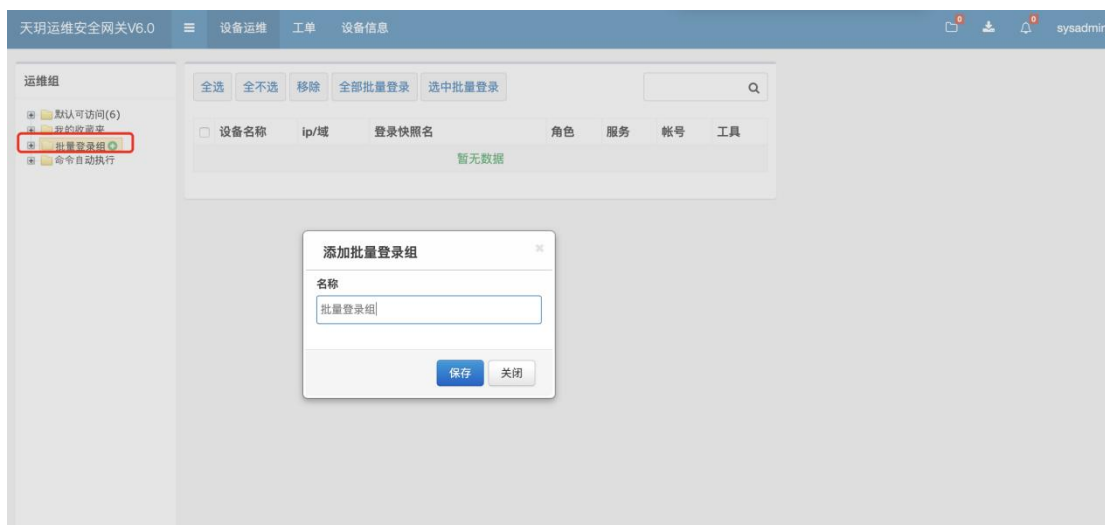 天玥运维安全网关V6.0 设备运维 工单 设备信息 0 0 sysadmin
运维组
默认可访问(6)
我的收藏夹
批量登录组
命令自动执行
全选 全不选 移除 全部批量登录 选中批量登录
设备名称 ip/域 登录快照名 角色 服务 帐号 工具
暂无数据
添加批量登录组
名称
批量登录组
保存 关闭